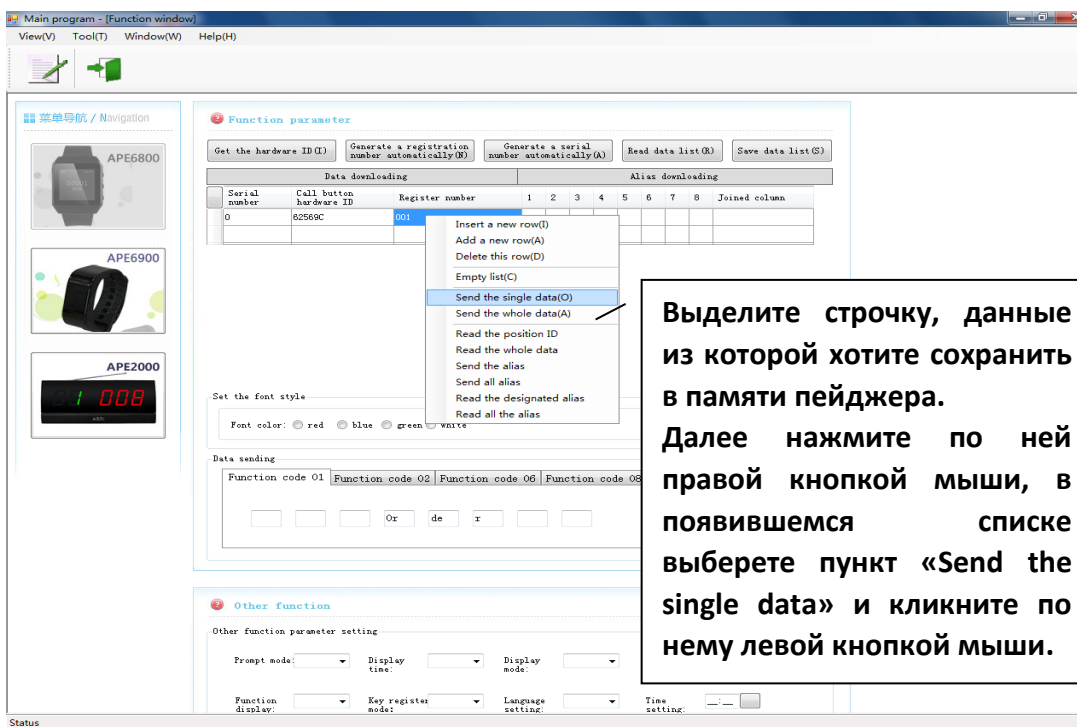 Main program - [Function window]
View(V) Tool(T) Window(W) Help(H)
菜单导航 / Navigation
APE6800
APE6900
APE2000
1 008
Function parameter
Get the hardware ID(I)
Generate a registration
number automatically(N)
Generate a serial
number automatically(A)
Read data list(R)
Save data list(S)
Data downloading
Alias downloading
Serial
number
Call button
hardware ID
Register number
1 2 3 4 5 6 7 8 Joined column
0 62569C 001
Insert a new row(I)
Add a new row(A)
Delete this row(D)
Empty list(C)
Send the single data(O)
Send the whole data(A)
Read the position ID
Read the whole data
Send the alias
Send all alias
Read the designated alias
Read all the alias
Set the font style
Font color: red blue green white
Data sending
Function code 01 Function code 02 Function code 06 Function code 08
Or de r
Other function
Other function parameter setting
Prompt mode:
Display
time:
Display
mode:
Function
display:
Key register
mode:
Language
setting:
Time
setting:
__:__
Status
Выделите строчку, данные
из которой хотите сохранить
в памяти пейджера.
Далее нажмите по ней
правой кнопкой мыши, в
появившемся списке
выберете пункт «Send the
single data» и кликните по
нему левой кнопкой мыши.